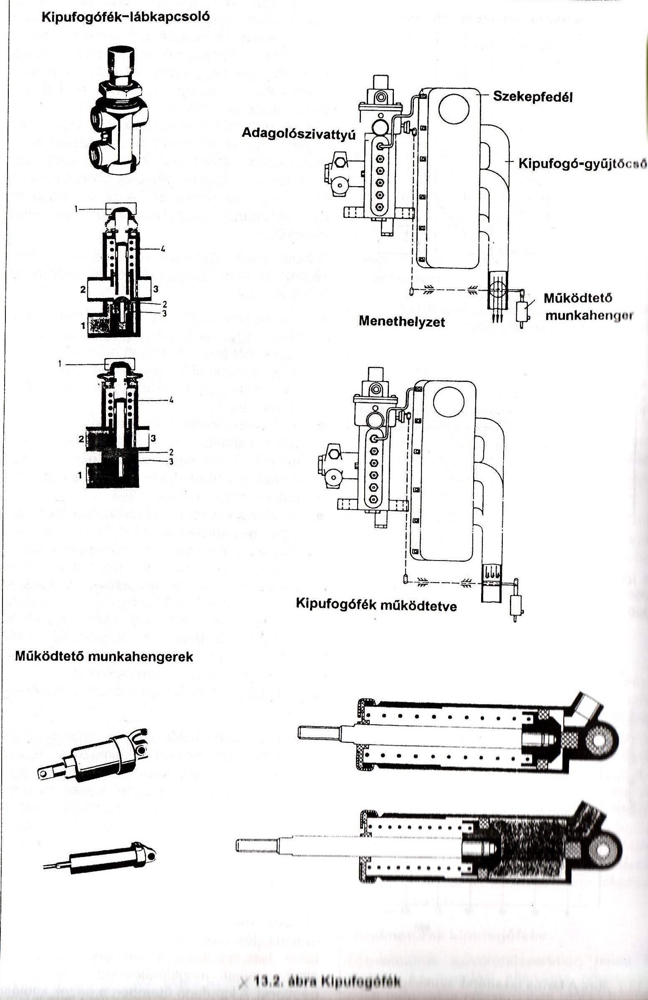 Kipufogófék-lábkapcsoló
Szekepfedél
Adagolószivattyú
Kipufogó-gyűjtőcső
Működtető
munkahenger
Menethelyzet
1
4
2
3
2
3
1
1
4
2
3
2
3
1
Kipufogófék működtetve
Működtető munkahengerek
13.2. ábra Kipufogófék